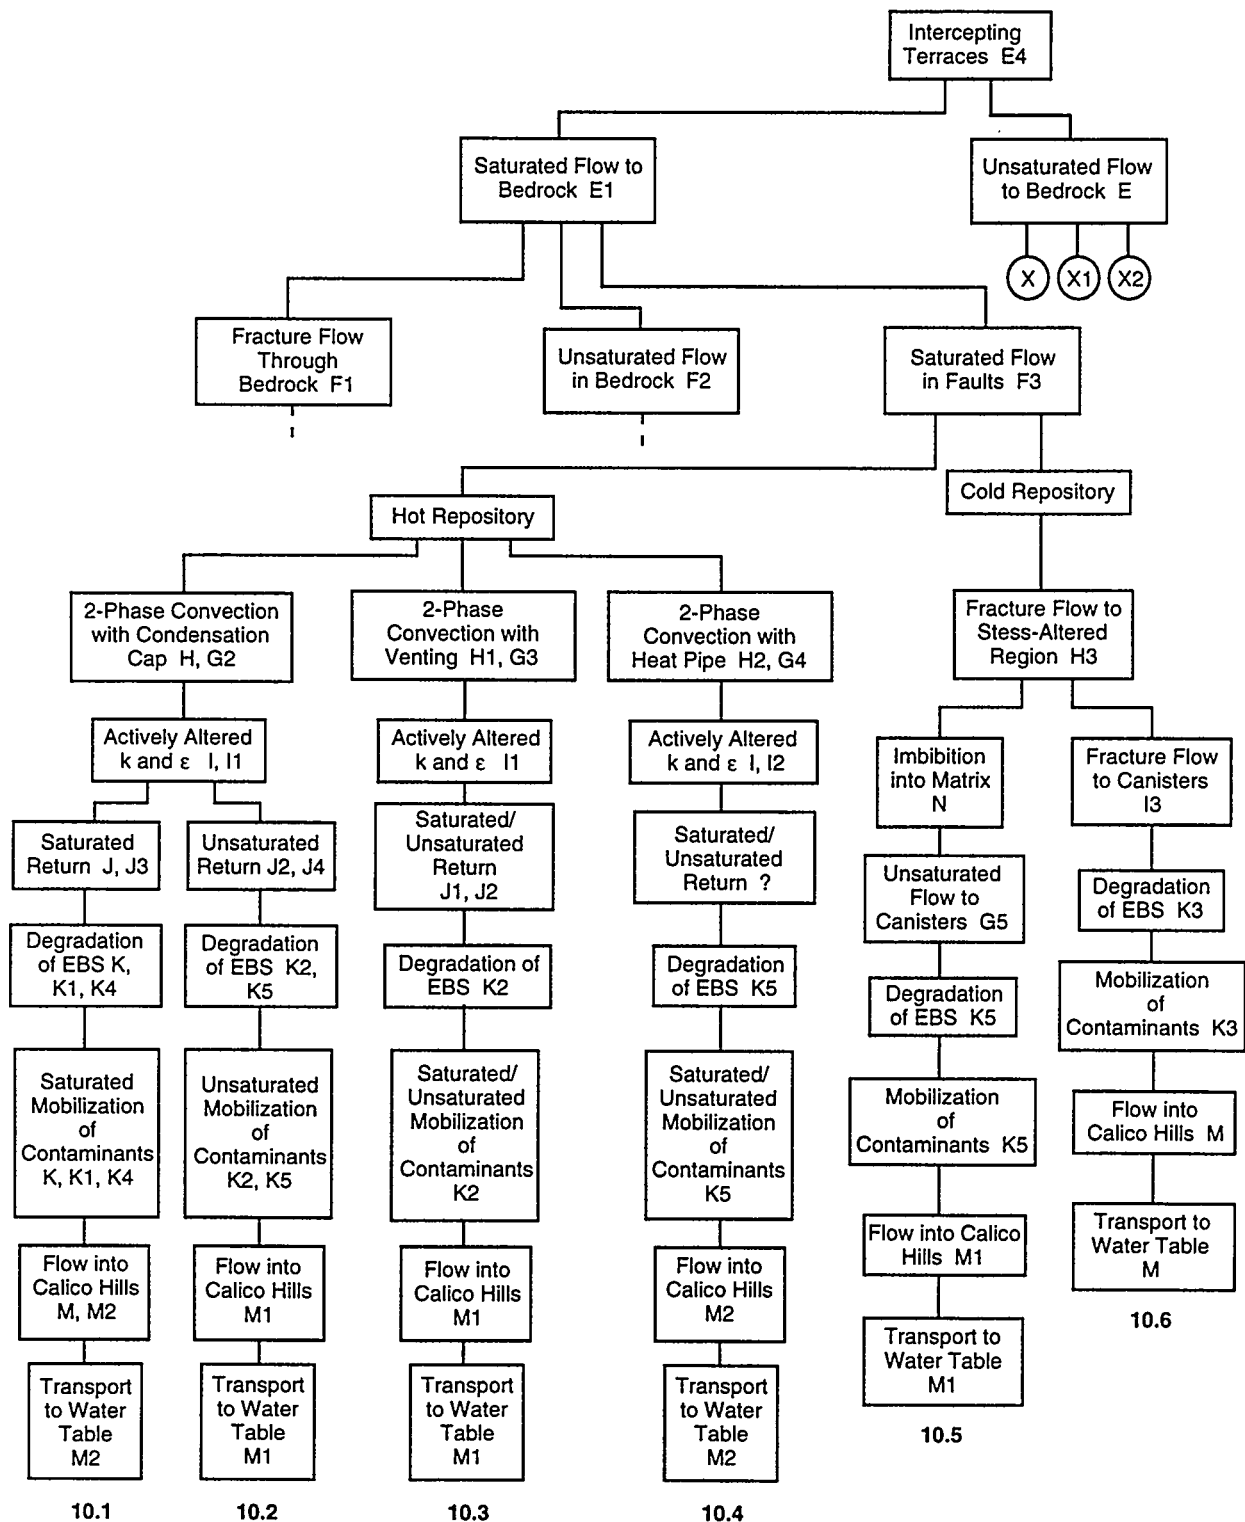 Intercepting
Terraces E4
Saturated Flow to
Bedrock E1
Unsaturated Flow
to Bedrock E
X
X1
X2
Fracture Flow
Through
Bedrock F1
Unsaturated Flow
in Bedrock F2
Saturated Flow
in Faults F3
Hot Repository
Cold Repository
2-Phase Convection
with Condensation
Cap H, G2
2-Phase
Convection with
Venting H1, G3
2-Phase
Convection with
Heat Pipe H2, G4
Fracture Flow to
Stess-Altered
Region H3
Actively Altered
k and ε I, I1
Actively Altered
k and ε I1
Actively Altered
k and ε I, I2
Imbibition
into Matrix
N
Fracture Flow
to Canisters
I3
Saturated
Return J, J3
Unsaturated
Return J2, J4
Saturated/
Unsaturated
Return
J1, J2
Saturated/
Unsaturated
Return ?
Unsaturated
Flow to
Canisters G5
Degradation
of EBS K3
Degradation
of EBS K,
K1, K4
Degradation
of EBS K2,
K5
Degradation of
EBS K2
Degradation
of EBS K5
Degradation
of EBS K5
Mobilization
of
Contaminants K3
Saturated
Mobilization
of
Contaminants
K, K1, K4
Unsaturated
Mobilization
of
Contaminants
K2, K5
Saturated/
Unsaturated
Mobilization
of
Contaminants
K2
Saturated/
Unsaturated
Mobilization
of
Contaminants
K5
Mobilization
of
Contaminants K5
Flow into
Calico Hills M
Flow into
Calico Hills
M, M2
Flow into
Calico Hills
M1
Flow into
Calico Hills
M1
Flow into
Calico Hills
M2
Flow into Calico
Hills M1
Transport to
Water Table
M
10.6
Transport
to Water
Table
M2
Transport
to Water
Table
M1
Transport
to Water
Table
M1
Transport
to Water
Table
M2
Transport to
Water Table
M1
10.5
10.1
10.2
10.3
10.4